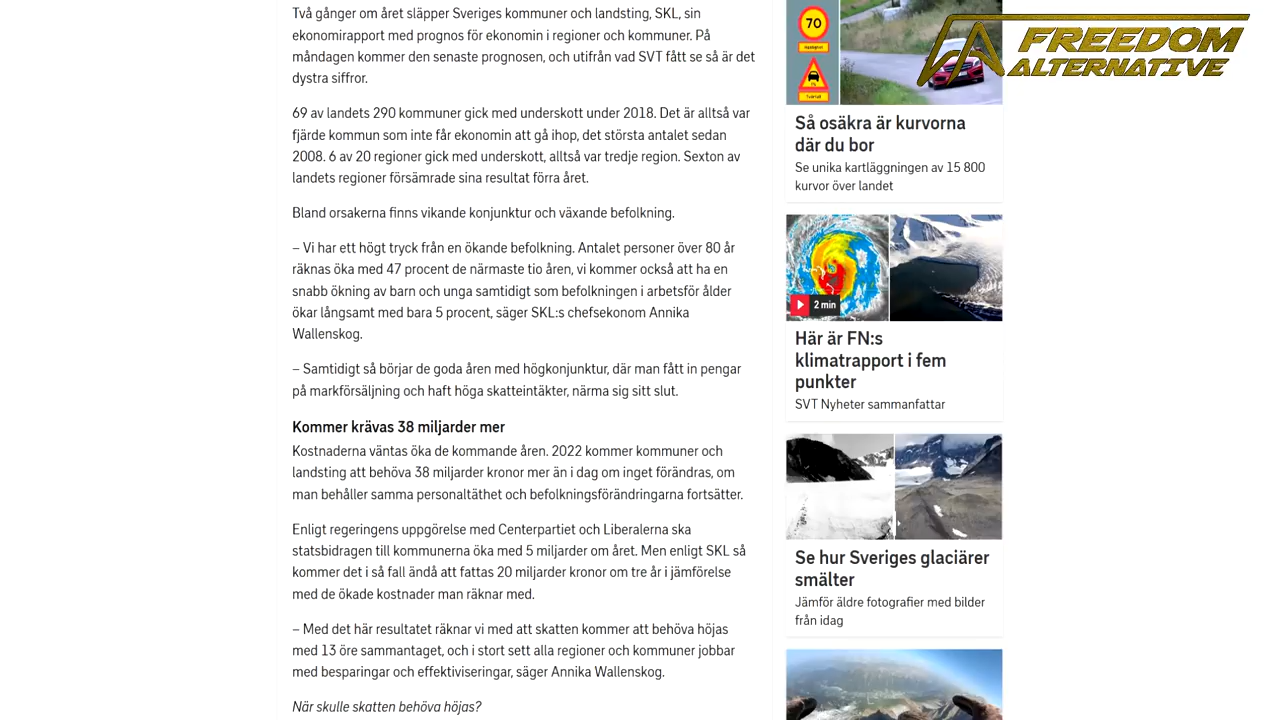 Två gånger om året släpper Sveriges kommuner och landsting, SKL, sin
ekonomirapport med prognos för ekonomin i regioner och kommuner. På
måndagen kommer den senaste prognosen, och utifrån vad SVT fått se så är det
dystra siffror.
69 av landets 290 kommuner gick med underskott under 2018. Det är alltså var
fjärde kommun som inte får ekonomin att gå ihop, det största antalet sedan
2008. 6 av 20 regioner gick med underskott, alltså var tredje region. Sexton av
landets regioner försämrade sina resultat förra året.
Bland orsakerna finns vikande konjunktur och växande befolkning.
– Vi har ett högt tryck från en ökande befolkning. Antalet personer över 80 år
räknas öka med 47 procent de närmaste tio åren, vi kommer också att ha en
snabb ökning av barn och unga samtidigt som befolkningen i arbetsför ålder
ökar långsamt med bara 5 procent, säger SKL:s chefsekonom Annika
Wallenskog.
– Samtidigt så börjar de goda åren med högkonjunktur, där man fått in pengar
på markförsäljning och haft höga skatteintäkter, närma sig sitt slut.
Kommer krävas 38 miljarder mer
Kostnaderna väntas öka de kommande åren. 2022 kommer kommuner och
landsting att behöva 38 miljarder kronor mer än i dag om inget förändras, om
man behåller samma personaltäthet och befolkningsförändringarna fortsätter.
Enligt regeringens uppgörelse med Centerpartiet och Liberalerna ska
statsbidragen till kommunerna öka med 5 miljarder om året. Men enligt SKL så
kommer det i så fall ändå att fattas 20 miljarder kronor om tre år i jämförelse
med de ökade kostnader man räknar med.
– Med det här resultatet räknar vi med att skatten kommer att behöva höjas
med 13 öre sammantaget, och i stort sett alla regioner och kommuner jobbar
med besparingar och effektiviseringar, säger Annika Wallenskog.
När skulle skatten behöva höjas?
70
FREEDOM
ALTERNATIVE
Så osäkra är kurvorna
där du bor
Se unika kartläggningen av 15 800
kurvor över landet
2 min
Här är FN:s
klimatrapport i fem
punkter
SVT Nyheter sammanfattar
Se hur Sveriges glaciärer
smälter
Jämför äldre fotografier med bilder
från idag